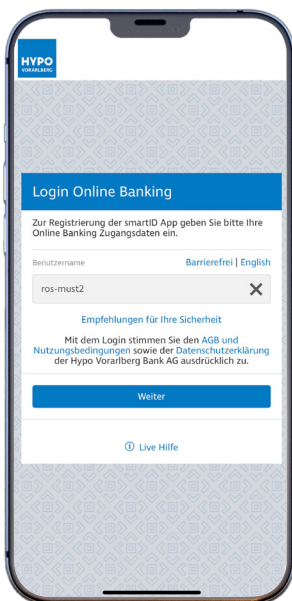 HYPO
VORARLBERG
Login Online Banking
Zur Registrierung der smartID App geben Sie bitte Ihre
Online Banking Zugangsdaten ein.
Benutzername
Barrierefrei | English
ros-must2
Empfehlungen für Ihre Sicherheit
Mit dem Login stimmen Sie den AGB und
Nutzungsbedingungen sowie der Datenschutzerklärung
der Hypo Vorarlberg Bank AG ausdrücklich zu.
Weiter
Live Hilfe